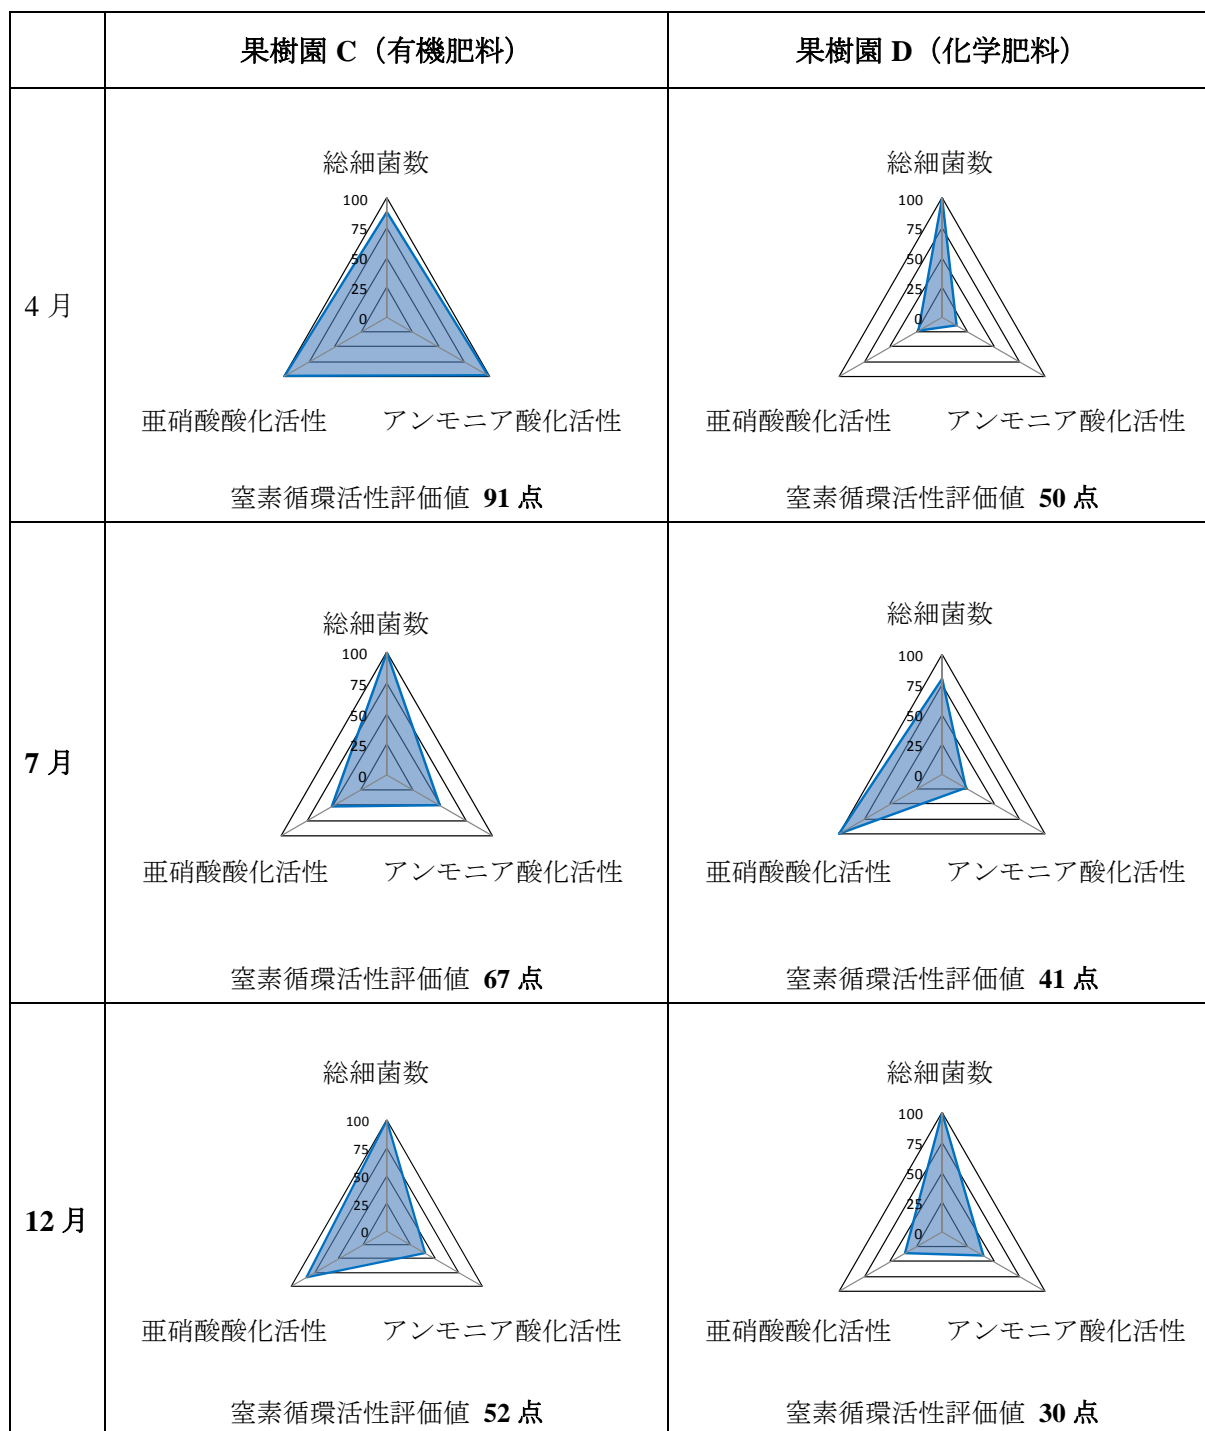 果樹園 C（有機肥料）
果樹園 D（化学肥料）
4 月
総細菌数
100
75
50
25
0
亜硝酸酸化活性 アンモニア酸化活性
窒素循環活性評価値 91 点
総細菌数
100
75
50
25
0
亜硝酸酸化活性 アンモニア酸化活性
窒素循環活性評価値 50 点
7 月
総細菌数
100
75
50
25
0
亜硝酸酸化活性 アンモニア酸化活性
窒素循環活性評価値 67 点
総細菌数
100
75
50
25
0
亜硝酸酸化活性 アンモニア酸化活性
窒素循環活性評価値 41 点
12 月
総細菌数
100
75
50
25
0
亜硝酸酸化活性 アンモニア酸化活性
窒素循環活性評価値 52 点
総細菌数
100
75
50
25
0
亜硝酸酸化活性 アンモニア酸化活性
窒素循環活性評価値 30 点